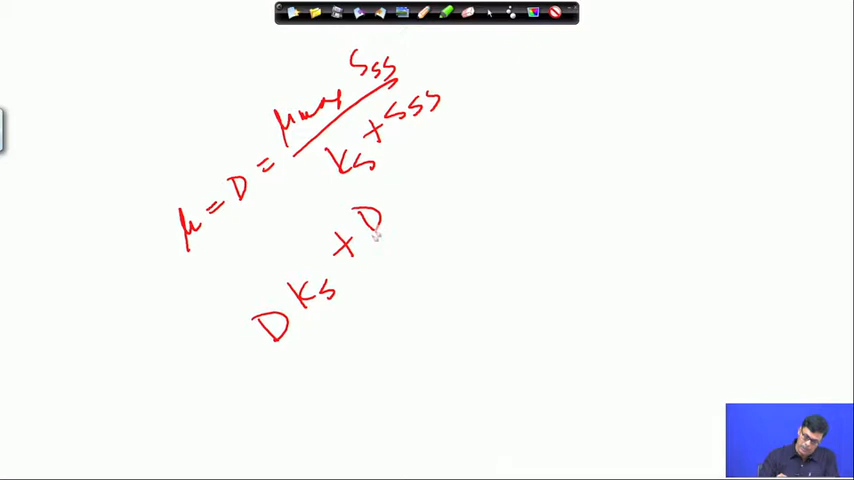 μ = D = μmax Sss / Ks + Sss
D Ks + D